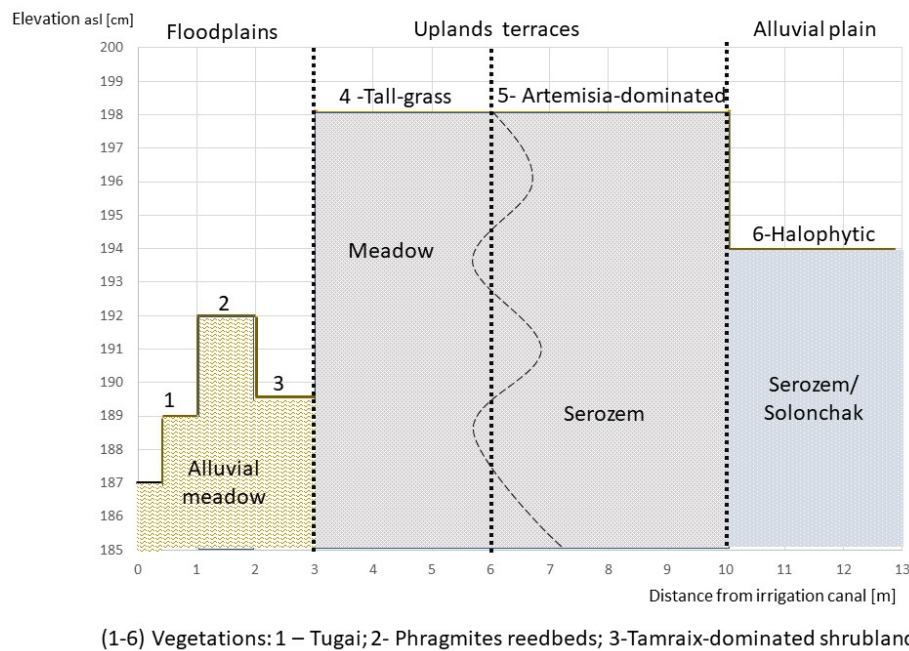 Elevation asl [cm]
Floodplains
Uplands terraces
Alluvial plain
200
199
198
197
196
195
194
193
192
191
190
189
188
187
186
185
4 -Tall-grass
5- Artemisia-dominated
6-Halophytic
Meadow
2
1
3
Serozem
Serozem/
Solonchak
Alluvial
meadow
0 1 2 3 4 5 6 7 8 9 10 11 12 13
Distance from irrigation canal [m]
(1-6) Vegetations: 1 – Tugai; 2- Phragmites reedbeds; 3-Tamraix-dominated shrubland